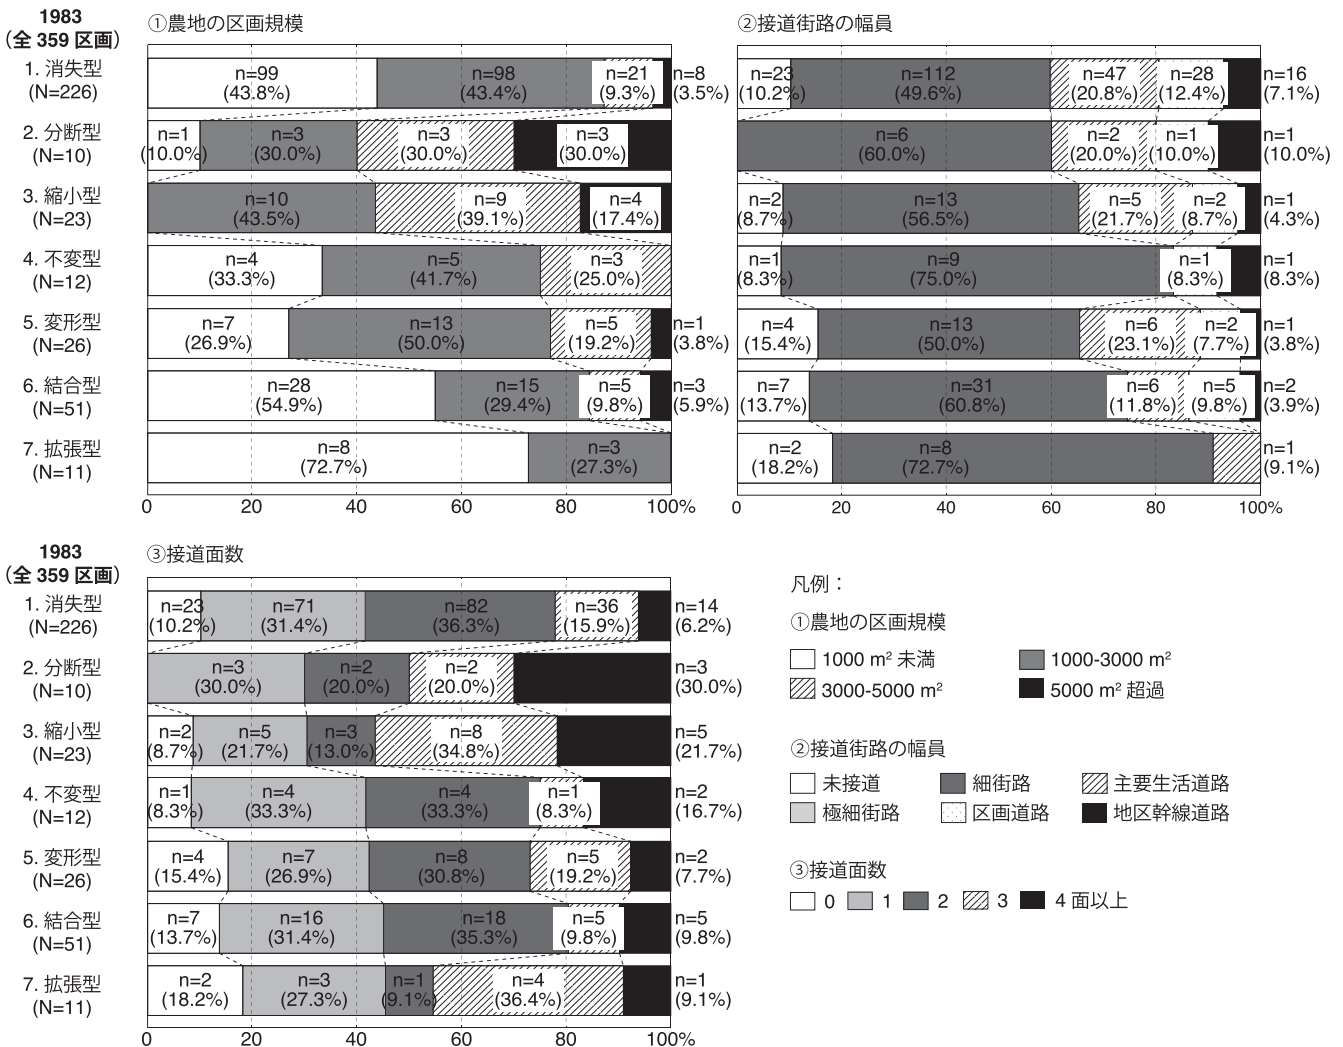 1983
（全 359 区画）
①農地の区画規模
1. 消失型
(N=226)
n=99
(43.8%)
n=98
(43.4%)
n=21
(9.3%)
n=8
(3.5%)
2. 分断型
(N=10)
n=1
(10.0%)
n=3
(30.0%)
n=3
(30.0%)
n=3
(30.0%)
3. 縮小型
(N=23)
n=10
(43.5%)
n=9
(39.1%)
n=4
(17.4%)
4. 不変型
(N=12)
n=4
(33.3%)
n=5
(41.7%)
n=3
(25.0%)
5. 変形型
(N=26)
n=7
(26.9%)
n=13
(50.0%)
n=5
(19.2%)
n=1
(3.8%)
6. 結合型
(N=51)
n=28
(54.9%)
n=15
(29.4%)
n=5
(9.8%)
n=3
(5.9%)
7. 拡張型
(N=11)
n=8
(72.7%)
n=3
(27.3%)
0 20 40 60 80 100%
②接道街路の幅員
n=23
(10.2%)
n=112
(49.6%)
n=47
(20.8%)
n=28
(12.4%)
n=16
(7.1%)
n=6
(60.0%)
n=2
(20.0%)
n=1
(10.0%)
n=1
(10.0%)
n=2
(8.7%)
n=13
(56.5%)
n=5
(21.7%)
n=2
(8.7%)
n=1
(4.3%)
n=1
(8.3%)
n=9
(75.0%)
n=1
(8.3%)
n=1
(8.3%)
n=4
(15.4%)
n=13
(50.0%)
n=6
(23.1%)
n=2
(7.7%)
n=1
(3.8%)
n=7
(13.7%)
n=31
(60.8%)
n=6
(11.8%)
n=5
(9.8%)
n=2
(3.9%)
n=2
(18.2%)
n=8
(72.7%)
n=1
(9.1%)
0 20 40 60 80 100%
1983
（全 359 区画）
③接道面数
1. 消失型
(N=226)
n=23
(10.2%)
n=71
(31.4%)
n=82
(36.3%)
n=36
(15.9%)
n=14
(6.2%)
2. 分断型
(N=10)
n=3
(30.0%)
n=2
(20.0%)
n=2
(20.0%)
n=3
(30.0%)
3. 縮小型
(N=23)
n=2
(8.7%)
n=5
(21.7%)
n=3
(13.0%)
n=8
(34.8%)
n=5
(21.7%)
4. 不変型
(N=12)
n=1
(8.3%)
n=4
(33.3%)
n=4
(33.3%)
n=1
(8.3%)
n=2
(16.7%)
5. 変形型
(N=26)
n=4
(15.4%)
n=7
(26.9%)
n=8
(30.8%)
n=5
(19.2%)
n=2
(7.7%)
6. 結合型
(N=51)
n=7
(13.7%)
n=16
(31.4%)
n=18
(35.3%)
n=5
(9.8%)
n=5
(9.8%)
7. 拡張型
(N=11)
n=2
(18.2%)
n=3
(27.3%)
n=1
(9.1%)
n=4
(36.4%)
n=1
(9.1%)
0 20 40 60 80 100%
凡例：
①農地の区画規模
1000 m² 未満 1000-3000 m²
3000-5000 m² 5000 m² 超過
②接道街路の幅員
未接道 細街路 主要生活道路
極細街路 区画道路 地区幹線道路
③接道面数
0 1 2 3 4 面以上